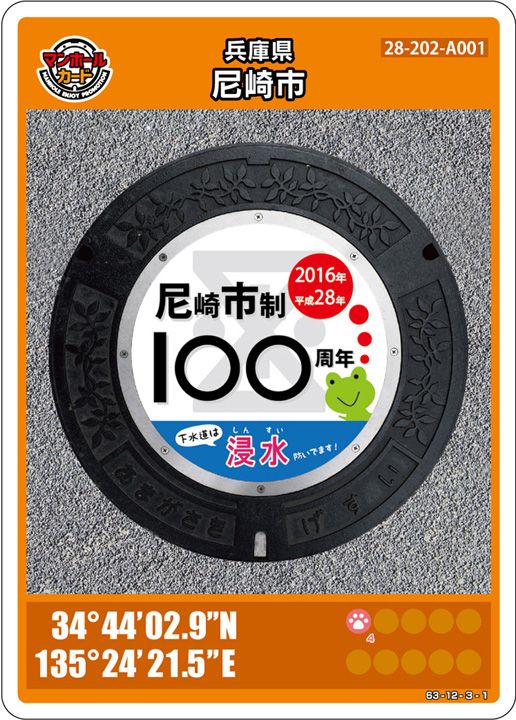 マンホール
カード
MANHOLE ENJOY PROMOTION
兵庫県
尼崎市
28-202-A001
2016年
平成28年
尼崎市制
100周年
下水道は
しんすい
浸水
防いでます!
あまがさき
げすい
34°44'02.9"N
135°24'21.5"E
4
63-12-3-1